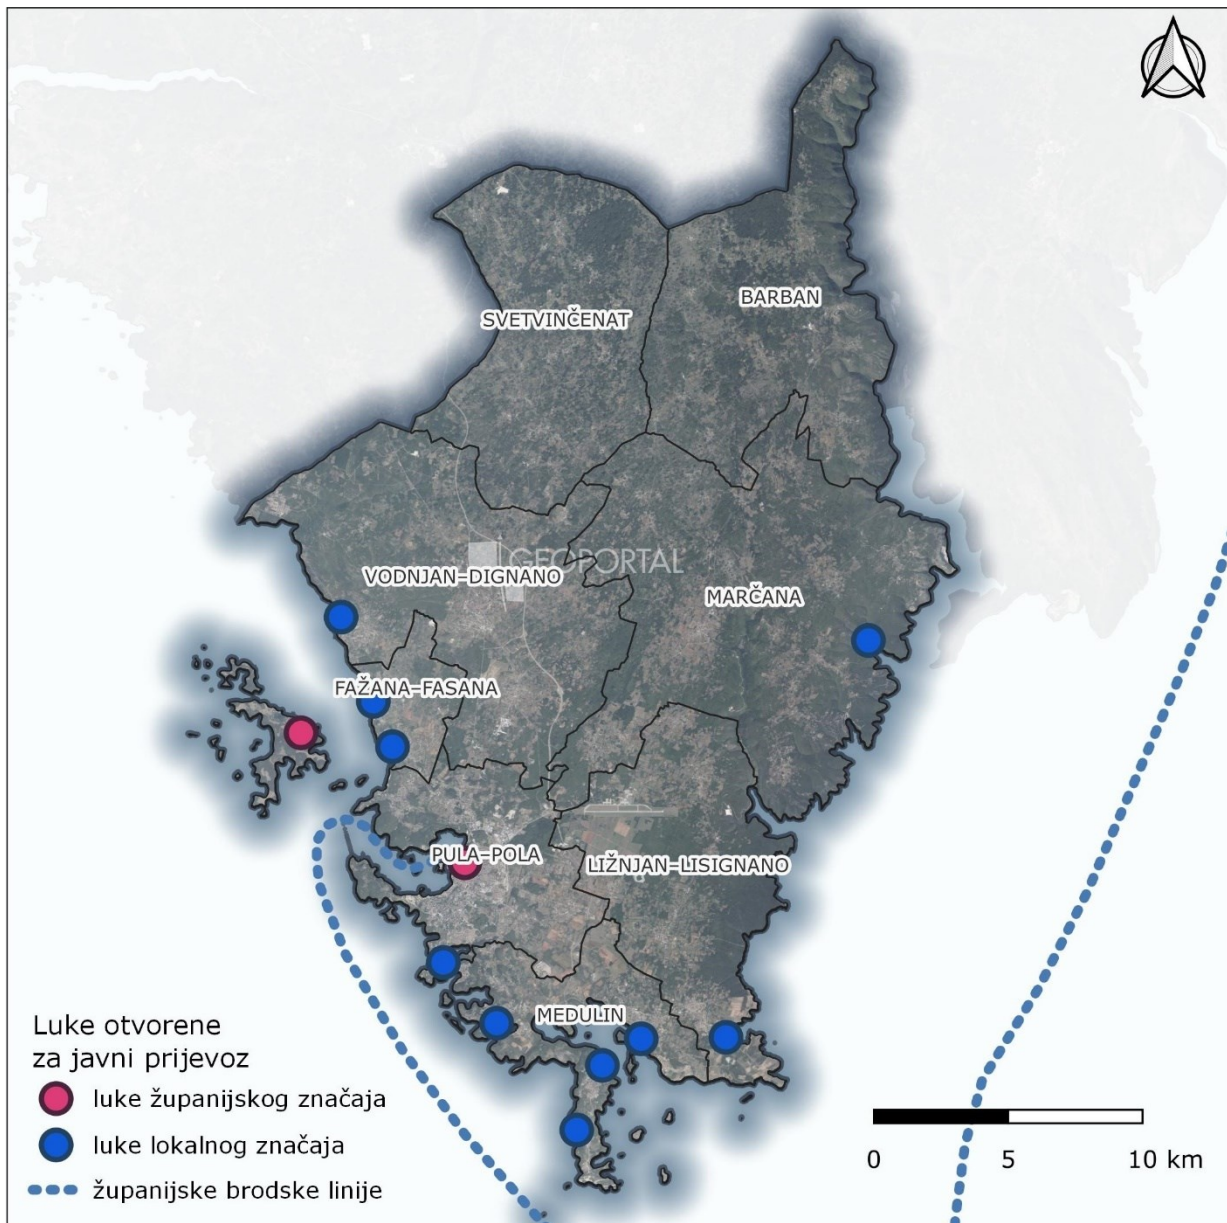 SVETVINČENAT
BARBAN
GEOPORTAL
VODNJAN–DIGNANO
MARČANA
FAŽANA–FASANA
PULA–POLA
LIŽNJAN–LISIGNANO
MEDULIN
Luke otvorene
za javni prijevoz
luke županijskog značaja
luke lokalnog značaja
županijske brodske linije
0 5 10 km